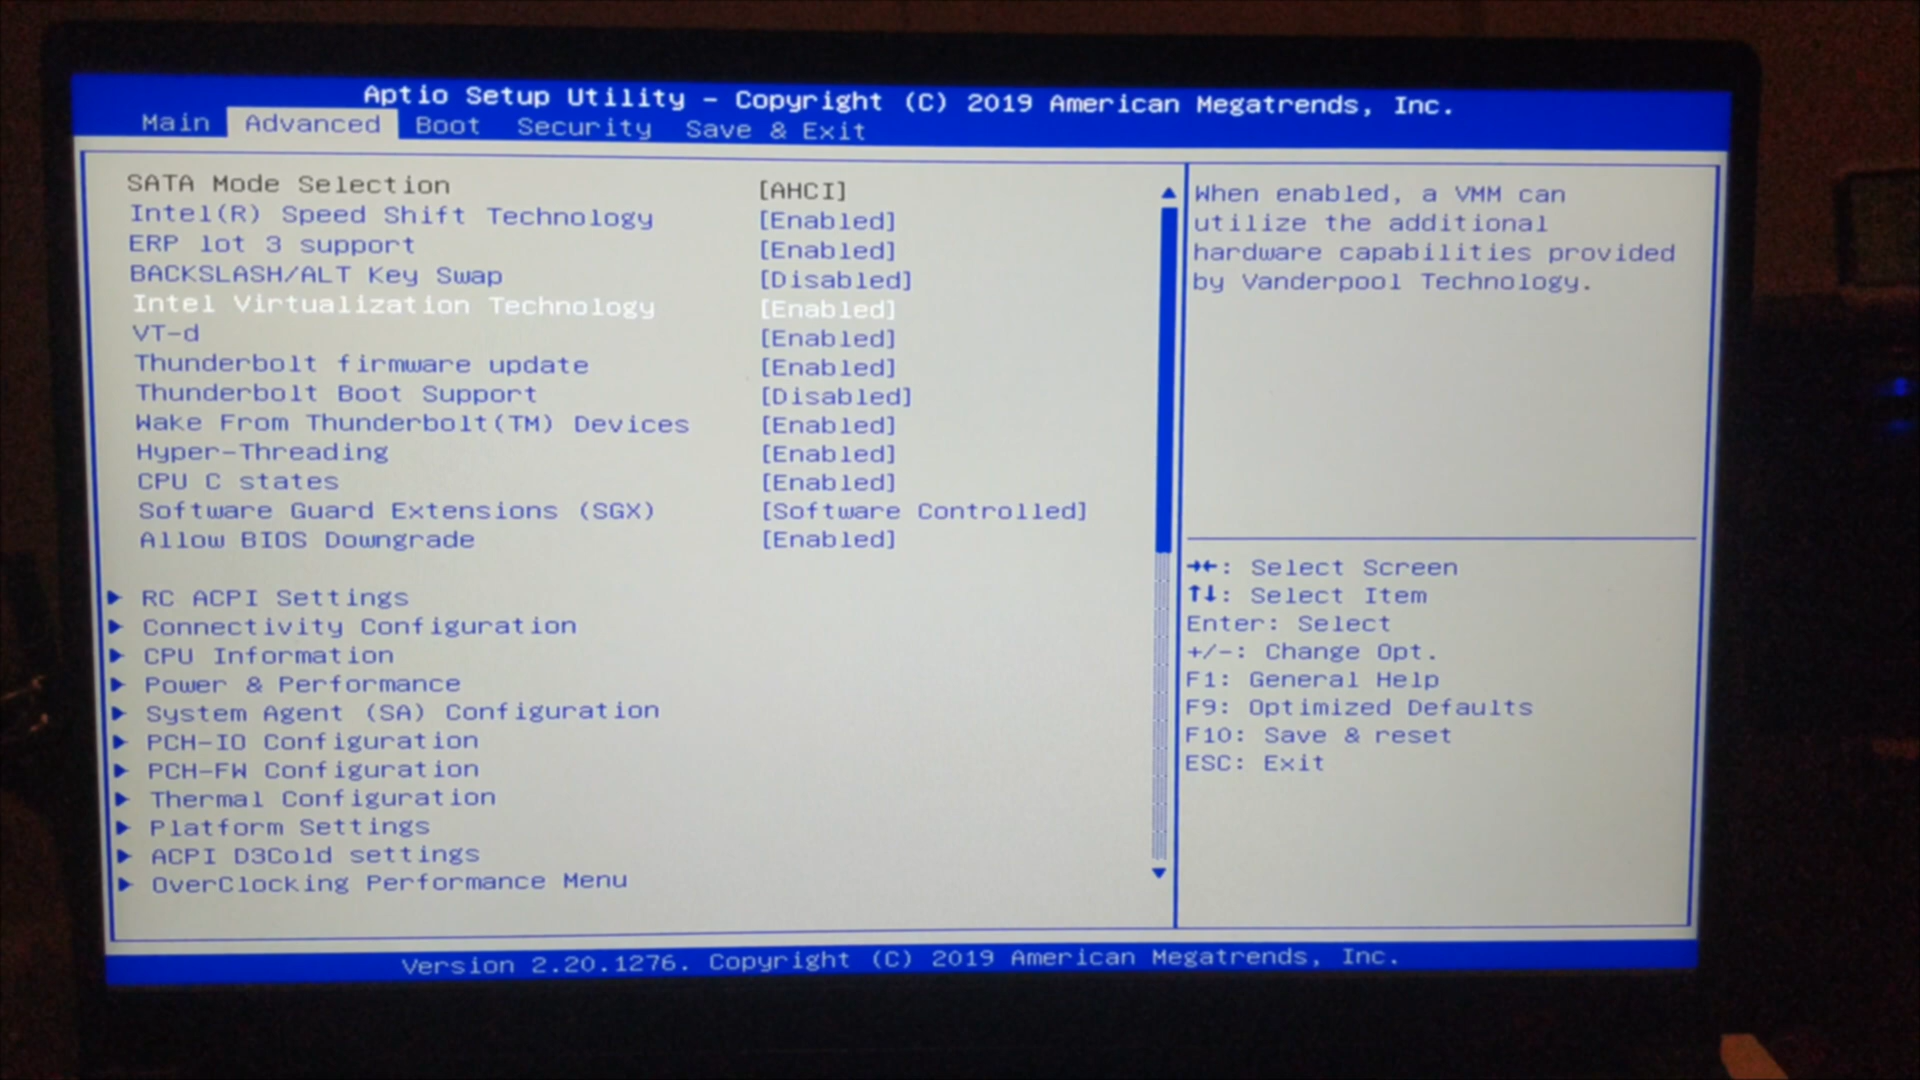 Aptio Setup Utility – Copyright (C) 2019 American Megatrends, Inc.
Main Advanced Boot Security Save & Exit
SATA Mode Selection [AHCI]
Intel(R) Speed Shift Technology [Enabled]
ERP lot 3 support [Enabled]
BACKSLASH/ALT Key Swap [Disabled]
Intel Virtualization Technology [Enabled]
VT-d [Enabled]
Thunderbolt firmware update [Enabled]
Thunderbolt Boot Support [Disabled]
Wake From Thunderbolt(TM) Devices [Enabled]
Hyper-Threading [Enabled]
CPU C states [Enabled]
Software Guard Extensions (SGX) [Software Controlled]
Allow BIOS Downgrade [Enabled]
RC ACPI Settings
Connectivity Configuration
CPU Information
Power & Performance
System Agent (SA) Configuration
PCH-IO Configuration
PCH-FW Configuration
Thermal Configuration
Platform Settings
ACPI D3Cold settings
OverClocking Performance Menu
When enabled, a VMM can
utilize the additional
hardware capabilities provided
by Vanderpool Technology.
→←: Select Screen
↑↓: Select Item
Enter: Select
+/-: Change Opt.
F1: General Help
F9: Optimized Defaults
F10: Save & reset
ESC: Exit
Version 2.20.1276. Copyright (C) 2019 American Megatrends, Inc.